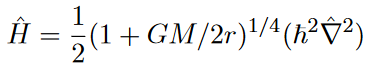 Ĥ = 1/2 (1 + GM/2r)^{1/4} (ħ²∇̂²)